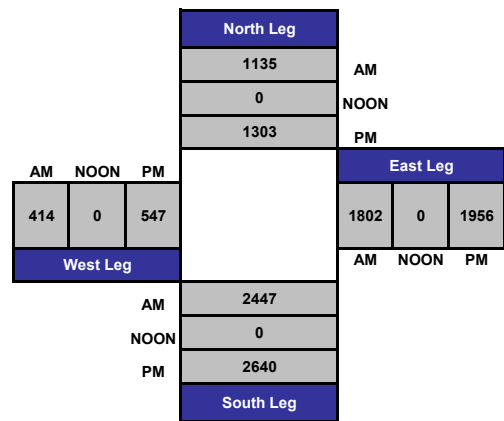 North Leg
1135 AM
0 NOON
1303 PM
AM NOON PM
East Leg
414 0 547
1802 0 1956
West Leg
AM NOON PM
AM 2447
NOON 0
PM 2640
South Leg